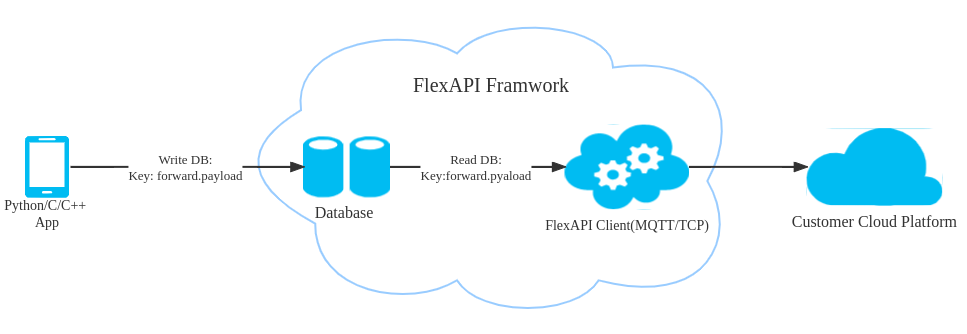 FlexAPI Framwork
Write DB:
Key: forward.payload
Read DB:
Key:forward.pyaload
Python/C/C++
App
Database
FlexAPI Client(MQTT/TCP)
Customer Cloud Platform